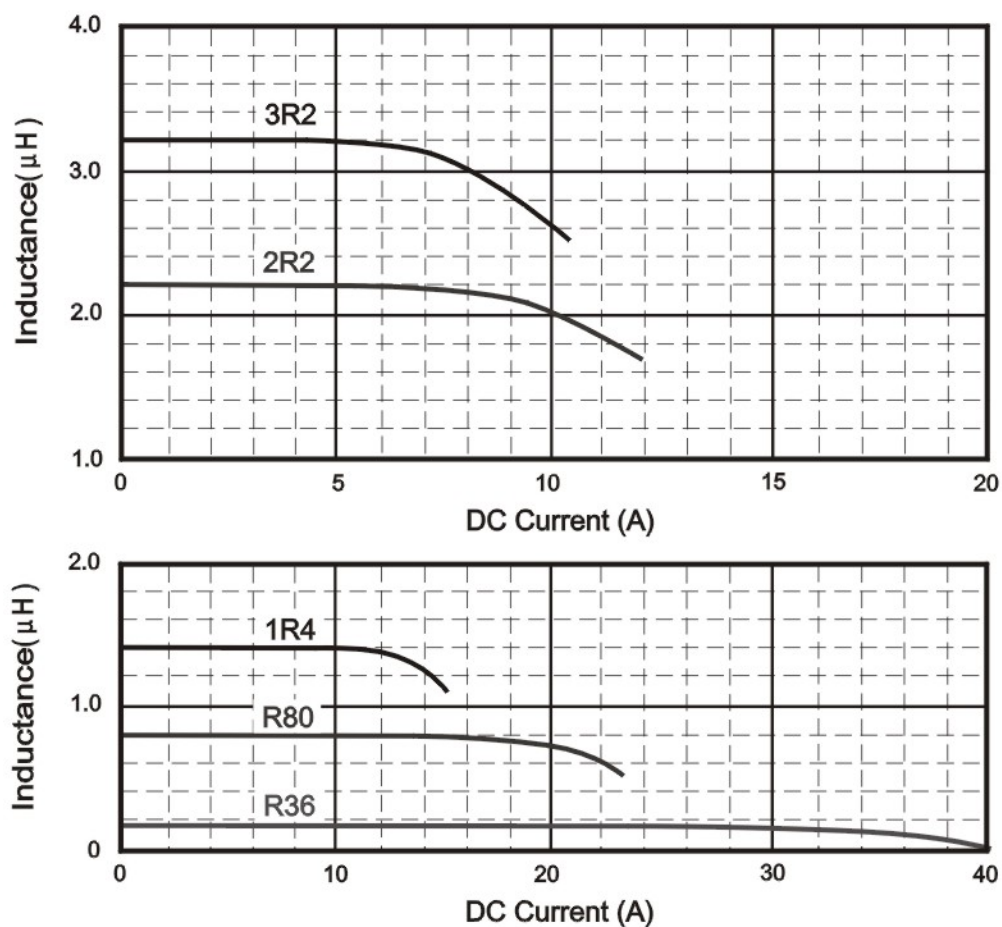 4.0
3.0
2.0
1.0
Inductance(μH)
3R2
2R2
0 5 10 15 20
DC Current (A)
2.0
1.0
0
Inductance(μH)
1R4
R80
R36
0 10 20 30 40
DC Current (A)